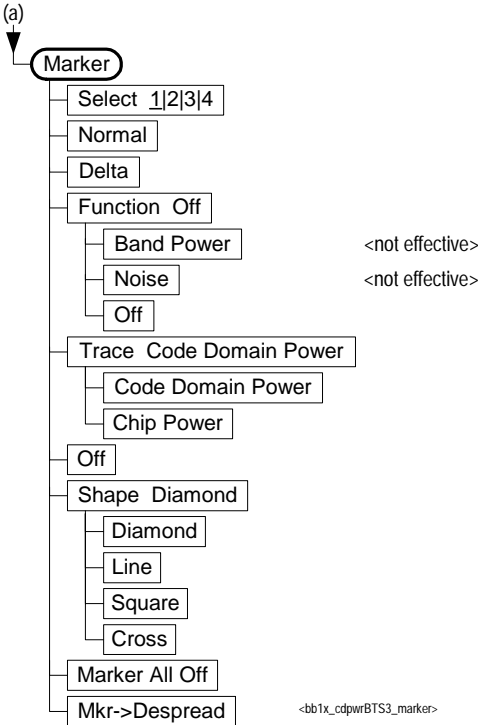 (a)
Marker
Select 1|2|3|4
Normal
Delta
Function Off
Band Power <not effective>
Noise <not effective>
Off
Trace Code Domain Power
Code Domain Power
Chip Power
Off
Shape Diamond
Diamond
Line
Square
Cross
Marker All Off
Mkr->Despread <bb1x_cdpwrBTS3_marker>